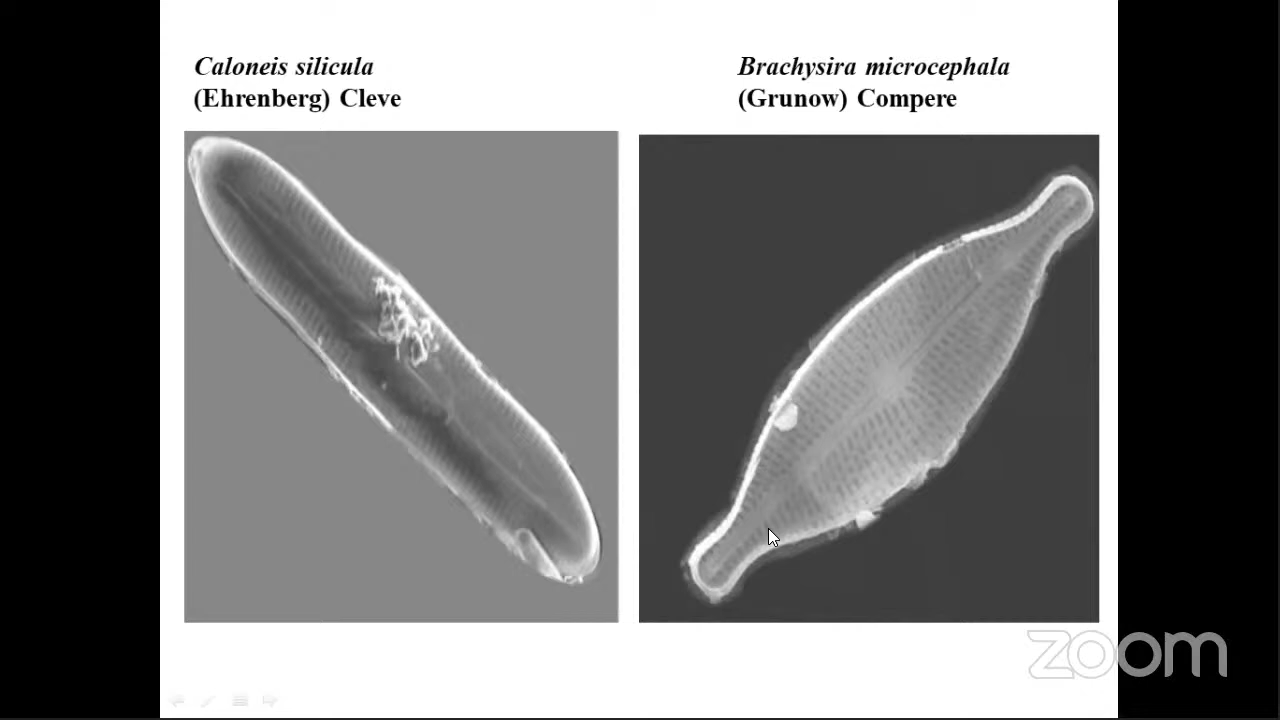 Caloneis silicula
(Ehrenberg) Cleve
Brachysira microcephala
(Grunow) Compere
zoom